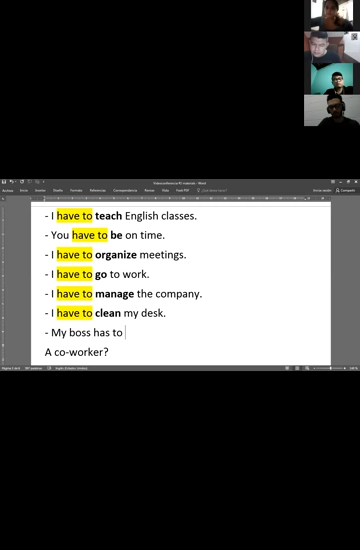 - I have to teach English classes.
- You have to be on time.
- I have to organize meetings.
- I have to go to work.
- I have to manage the company.
- I have to clean my desk.
- My boss has to
A co-worker?